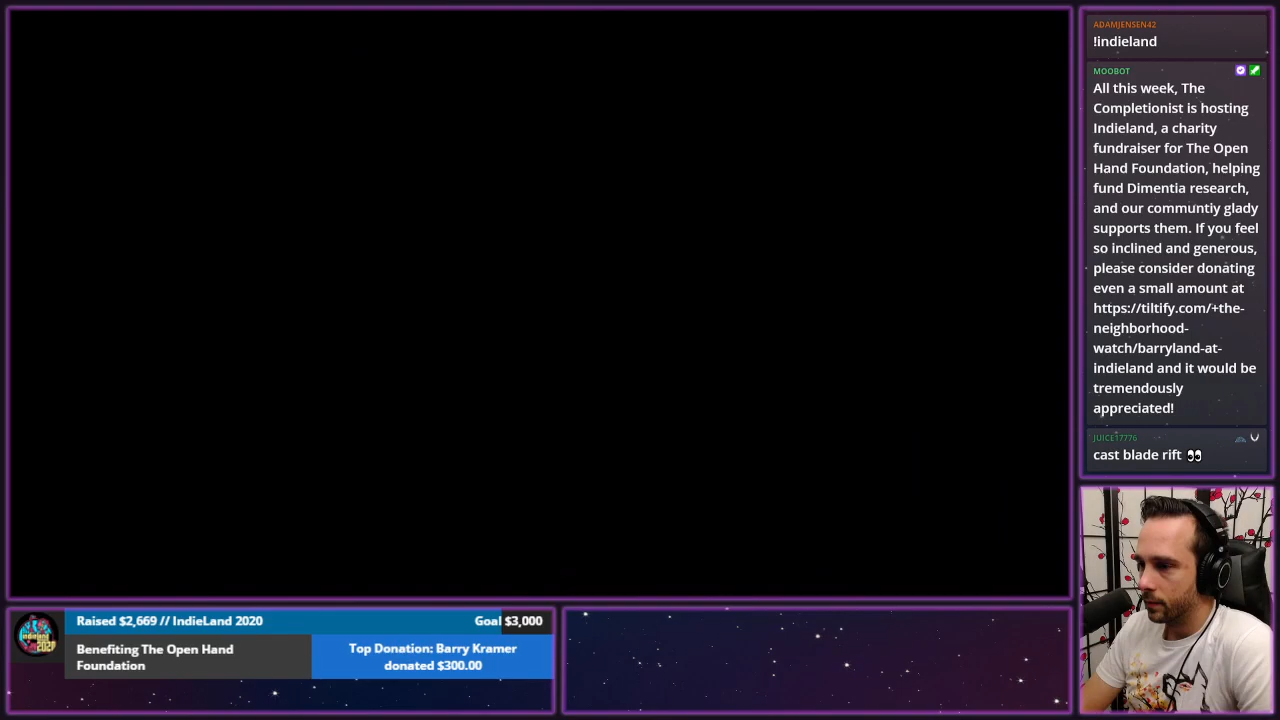 ADAMJENSEN42
!indieland
MOOBOT
All this week, The
Completionist is hosting
Indieland, a charity
fundraiser for The Open
Hand Foundation, helping
fund Dimentia research,
and our communtiy glady
supports them. If you feel
so inclined and generous,
please consider donating
even a small amount at
https://tiltify.com/+the-
neighborhood-
watch/barryland-at-
indieland and it would be
tremendously
appreciated!
JUICE17776
cast blade rift 👀
indieland
2020
Raised $2,669 // IndieLand 2020
Goal $3,000
Benefiting The Open Hand
Foundation
Top Donation: Barry Kramer
donated $300.00